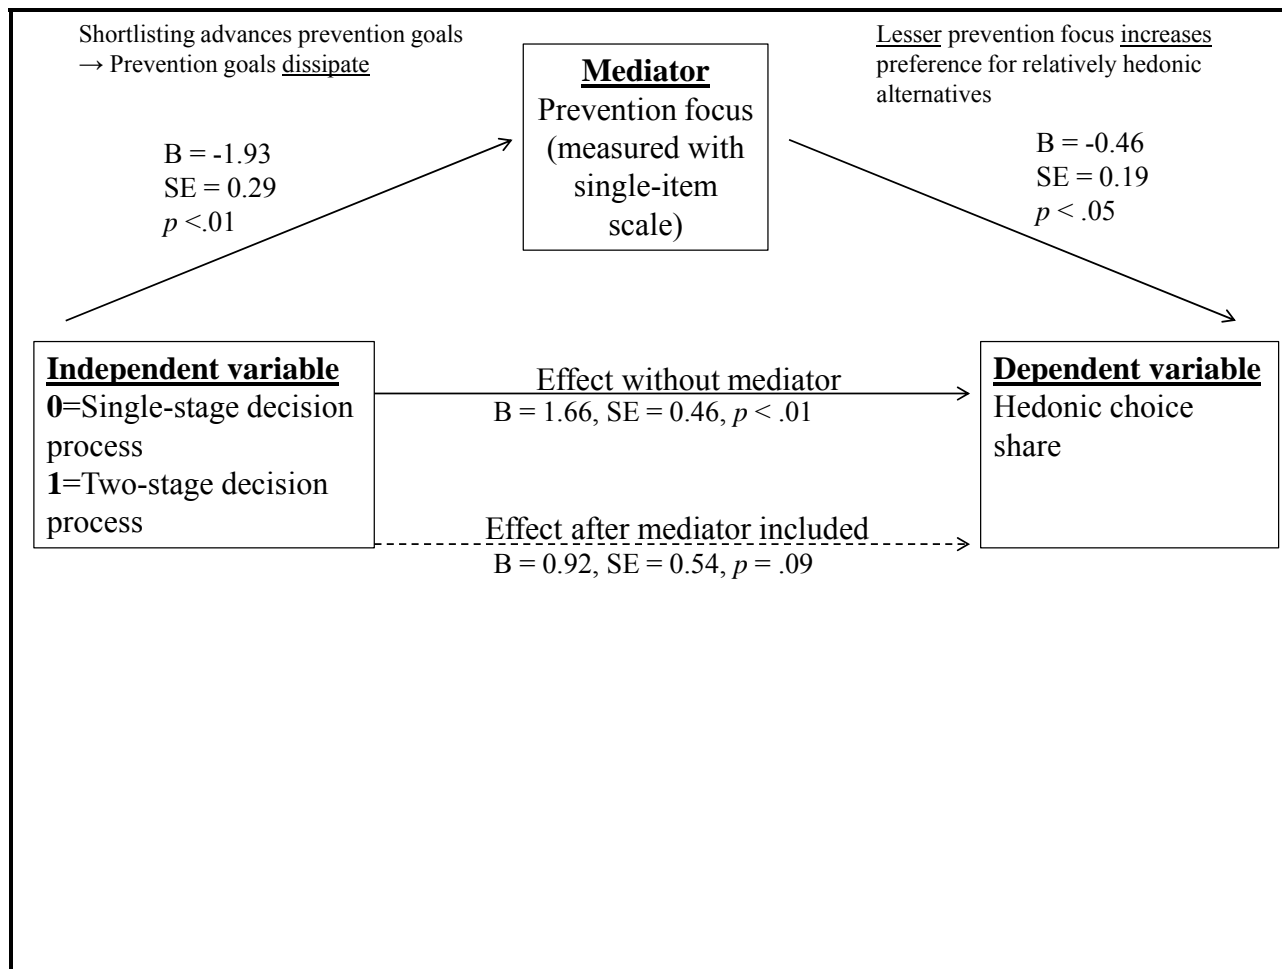 Shortlisting advances prevention goals
→ Prevention goals dissipate
Mediator
Prevention focus
(measured with
single-item
scale)
Lesser prevention focus increases
preference for relatively hedonic
alternatives
B = -1.93
SE = 0.29
p <.01
B = -0.46
SE = 0.19
p < .05
Independent variable
0=Single-stage decision
process
1=Two-stage decision
process
Effect without mediator
B = 1.66, SE = 0.46, p < .01
Effect after mediator included
B = 0.92, SE = 0.54, p = .09
Dependent variable
Hedonic choice
share